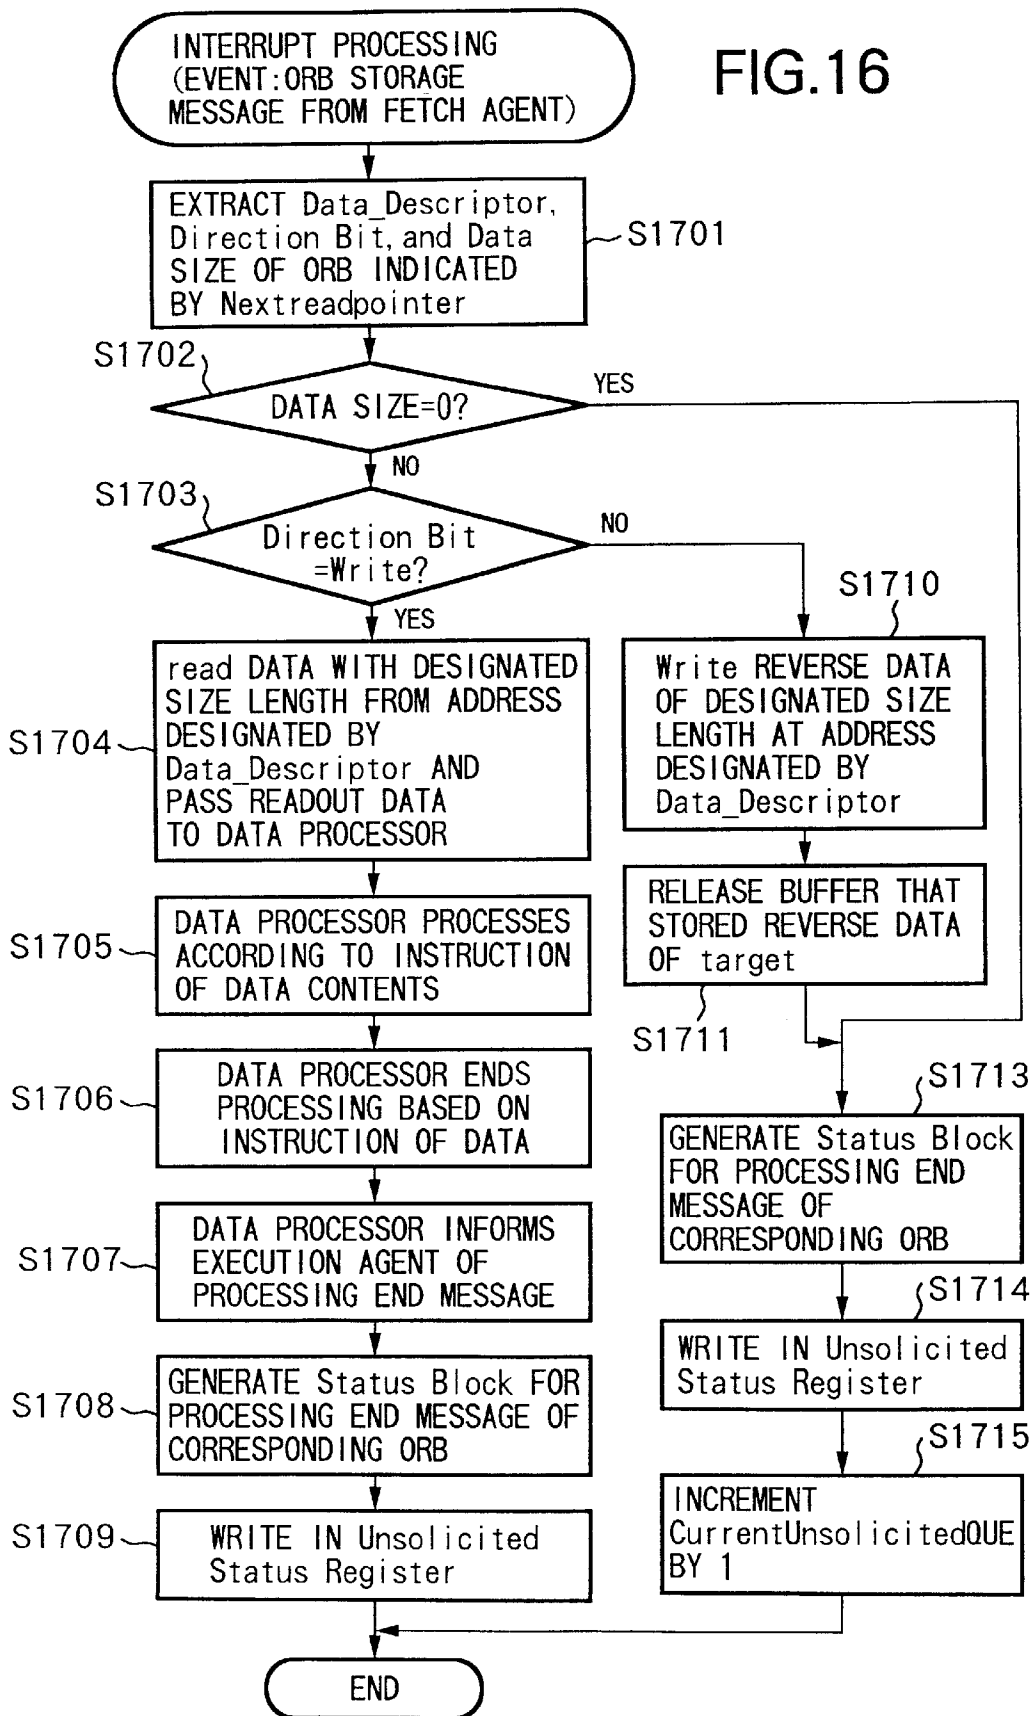 INTERRUPT PROCESSING
(EVENT:ORB STORAGE
MESSAGE FROM FETCH AGENT)
FIG.16
EXTRACT Data_Descriptor,
Direction Bit, and Data
SIZE OF ORB INDICATED
BY Nextreadpointer
S1701
S1702
DATA SIZE=0?
YES
NO
S1703
Direction Bit
=Write?
NO
YES
S1704
read DATA WITH DESIGNATED
SIZE LENGTH FROM ADDRESS
DESIGNATED BY
Data_Descriptor AND
PASS READOUT DATA
TO DATA PROCESSOR
S1710
Write REVERSE DATA
OF DESIGNATED SIZE
LENGTH AT ADDRESS
DESIGNATED BY
Data_Descriptor
S1705
DATA PROCESSOR PROCESSES
ACCORDING TO INSTRUCTION
OF DATA CONTENTS
RELEASE BUFFER THAT
STORED REVERSE DATA
OF target
S1711
S1706
DATA PROCESSOR ENDS
PROCESSING BASED ON
INSTRUCTION OF DATA
S1713
GENERATE Status Block
FOR PROCESSING END
MESSAGE OF
CORRESPONDING ORB
S1707
DATA PROCESSOR INFORMS
EXECUTION AGENT OF
PROCESSING END MESSAGE
S1714
WRITE IN Unsolicited
Status Register
S1708
GENERATE Status Block FOR
PROCESSING END MESSAGE OF
CORRESPONDING ORB
S1715
INCREMENT
CurrentUnsolicitedQUE
BY 1
S1709
WRITE IN Unsolicited
Status Register
END